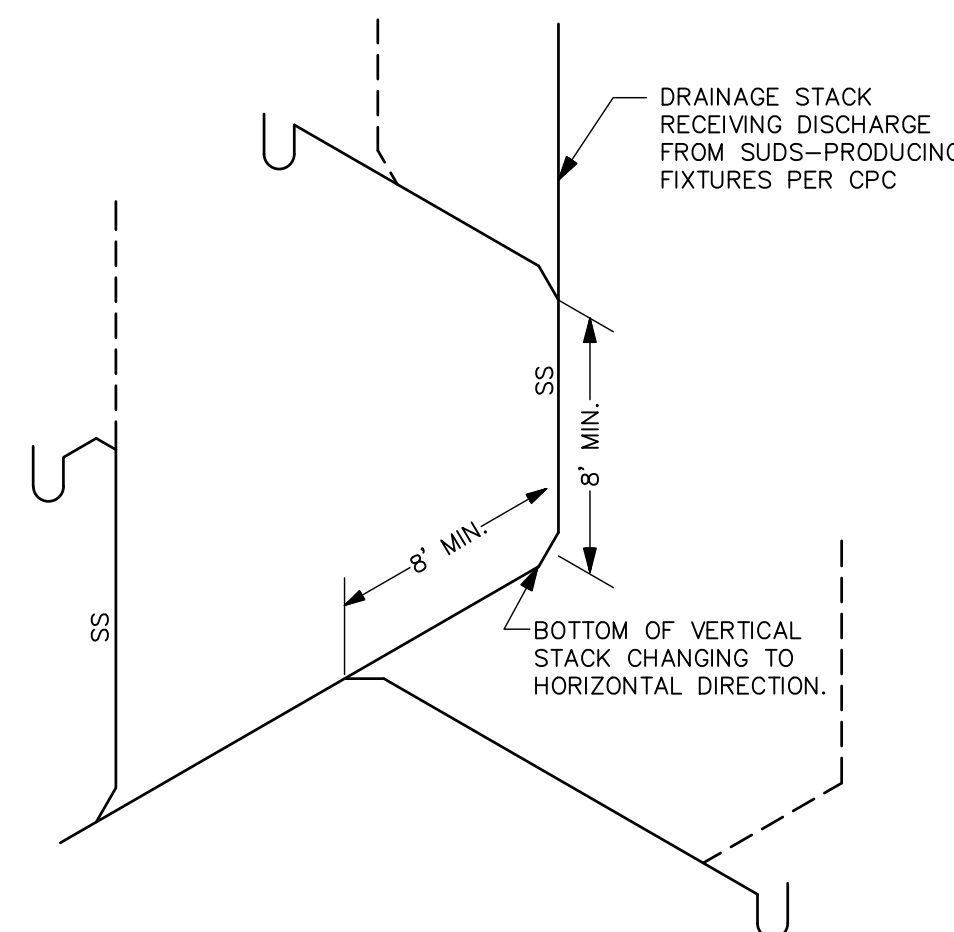 DRAINAGE STACK
RECEIVING DISCHARGE
FROM SUDS-PRODUCING
FIXTURES PER CPC
SS
8' MIN.
8' MIN.
SS
BOTTOM OF VERTICAL
STACK CHANGING TO
HORIZONTAL DIRECTION.